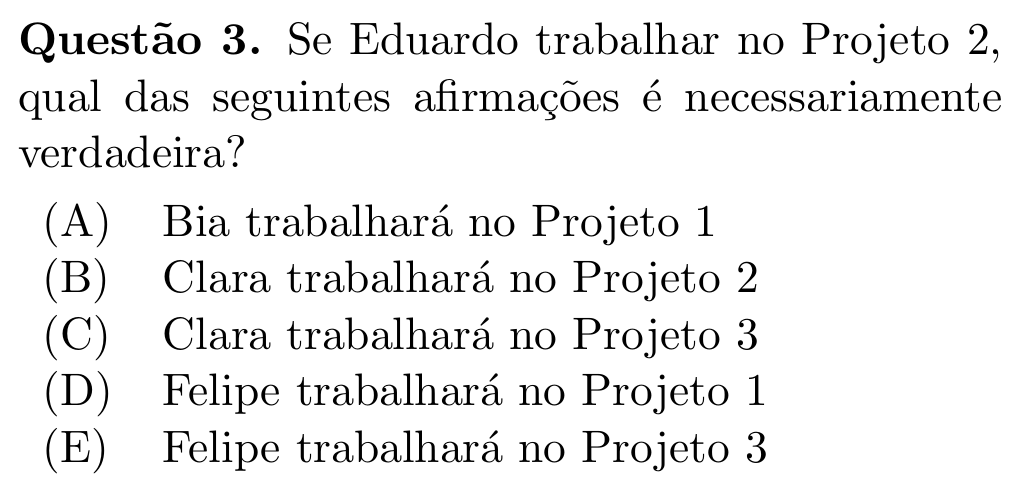 Questão 3. Se Eduardo trabalhar no Projeto 2,
qual das seguintes afirmações é necessariamente
verdadeira?
(A) Bia trabalhará no Projeto 1
(B) Clara trabalhará no Projeto 2
(C) Clara trabalhará no Projeto 3
(D) Felipe trabalhará no Projeto 1
(E) Felipe trabalhará no Projeto 3